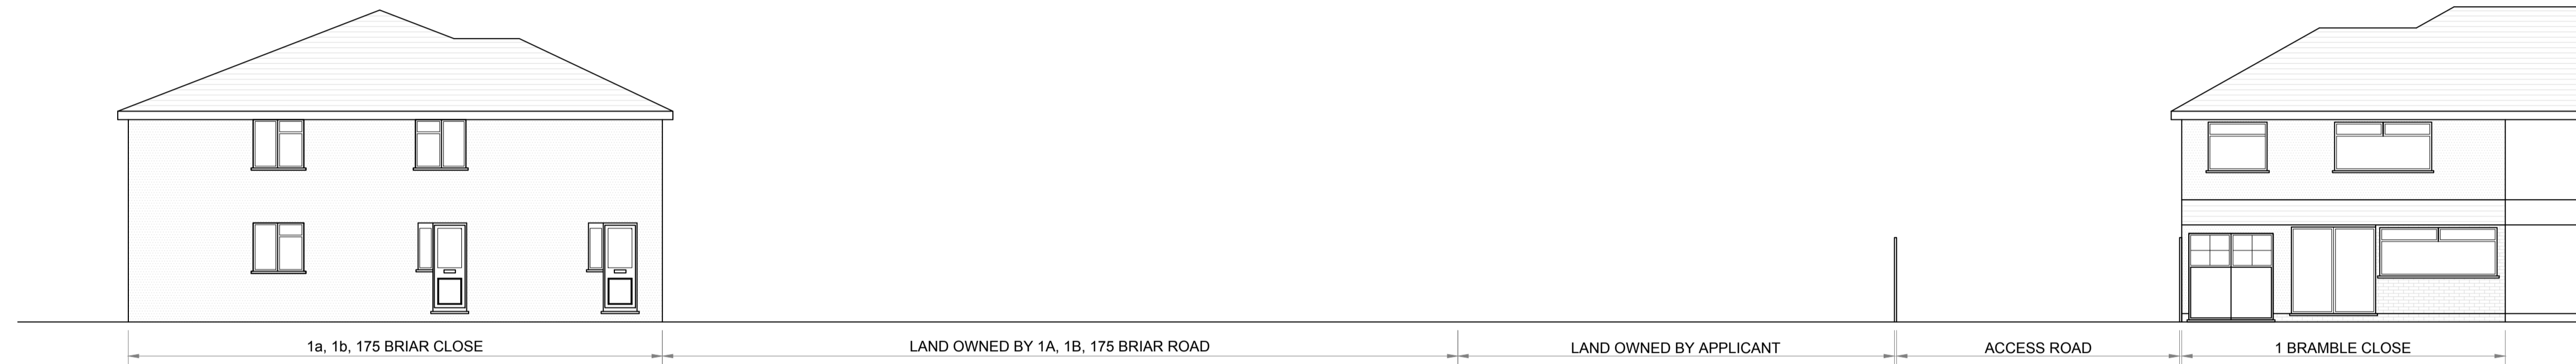 1a, 1b, 175 BRIAR CLOSE
LAND OWNED BY 1A, 1B, 175 BRIAR ROAD
LAND OWNED BY APPLICANT
ACCESS ROAD
1 BRAMBLE CLOSE